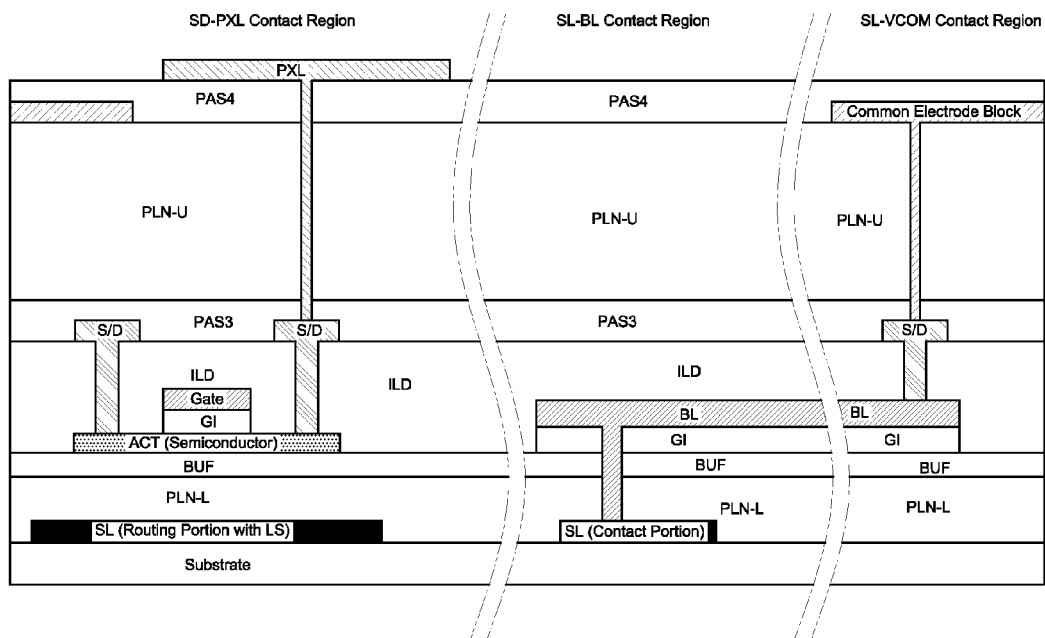 SD-PXL Contact Region
SL-BL Contact Region
SL-VCOM Contact Region
PXL
PAS4
PAS4
Common Electrode Block
PLN-U
PLN-U
PLN-U
S/D
PAS3
S/D
PAS3
S/D
ILD
ILD
ILD
Gate
GI
BL
BL
ACT (Semiconductor)
GI
GI
BUF
BUF
BUF
PLN-L
PLN-L
PLN-L
SL (Routing Portion with LS)
SL (Contact Portion)
Substrate